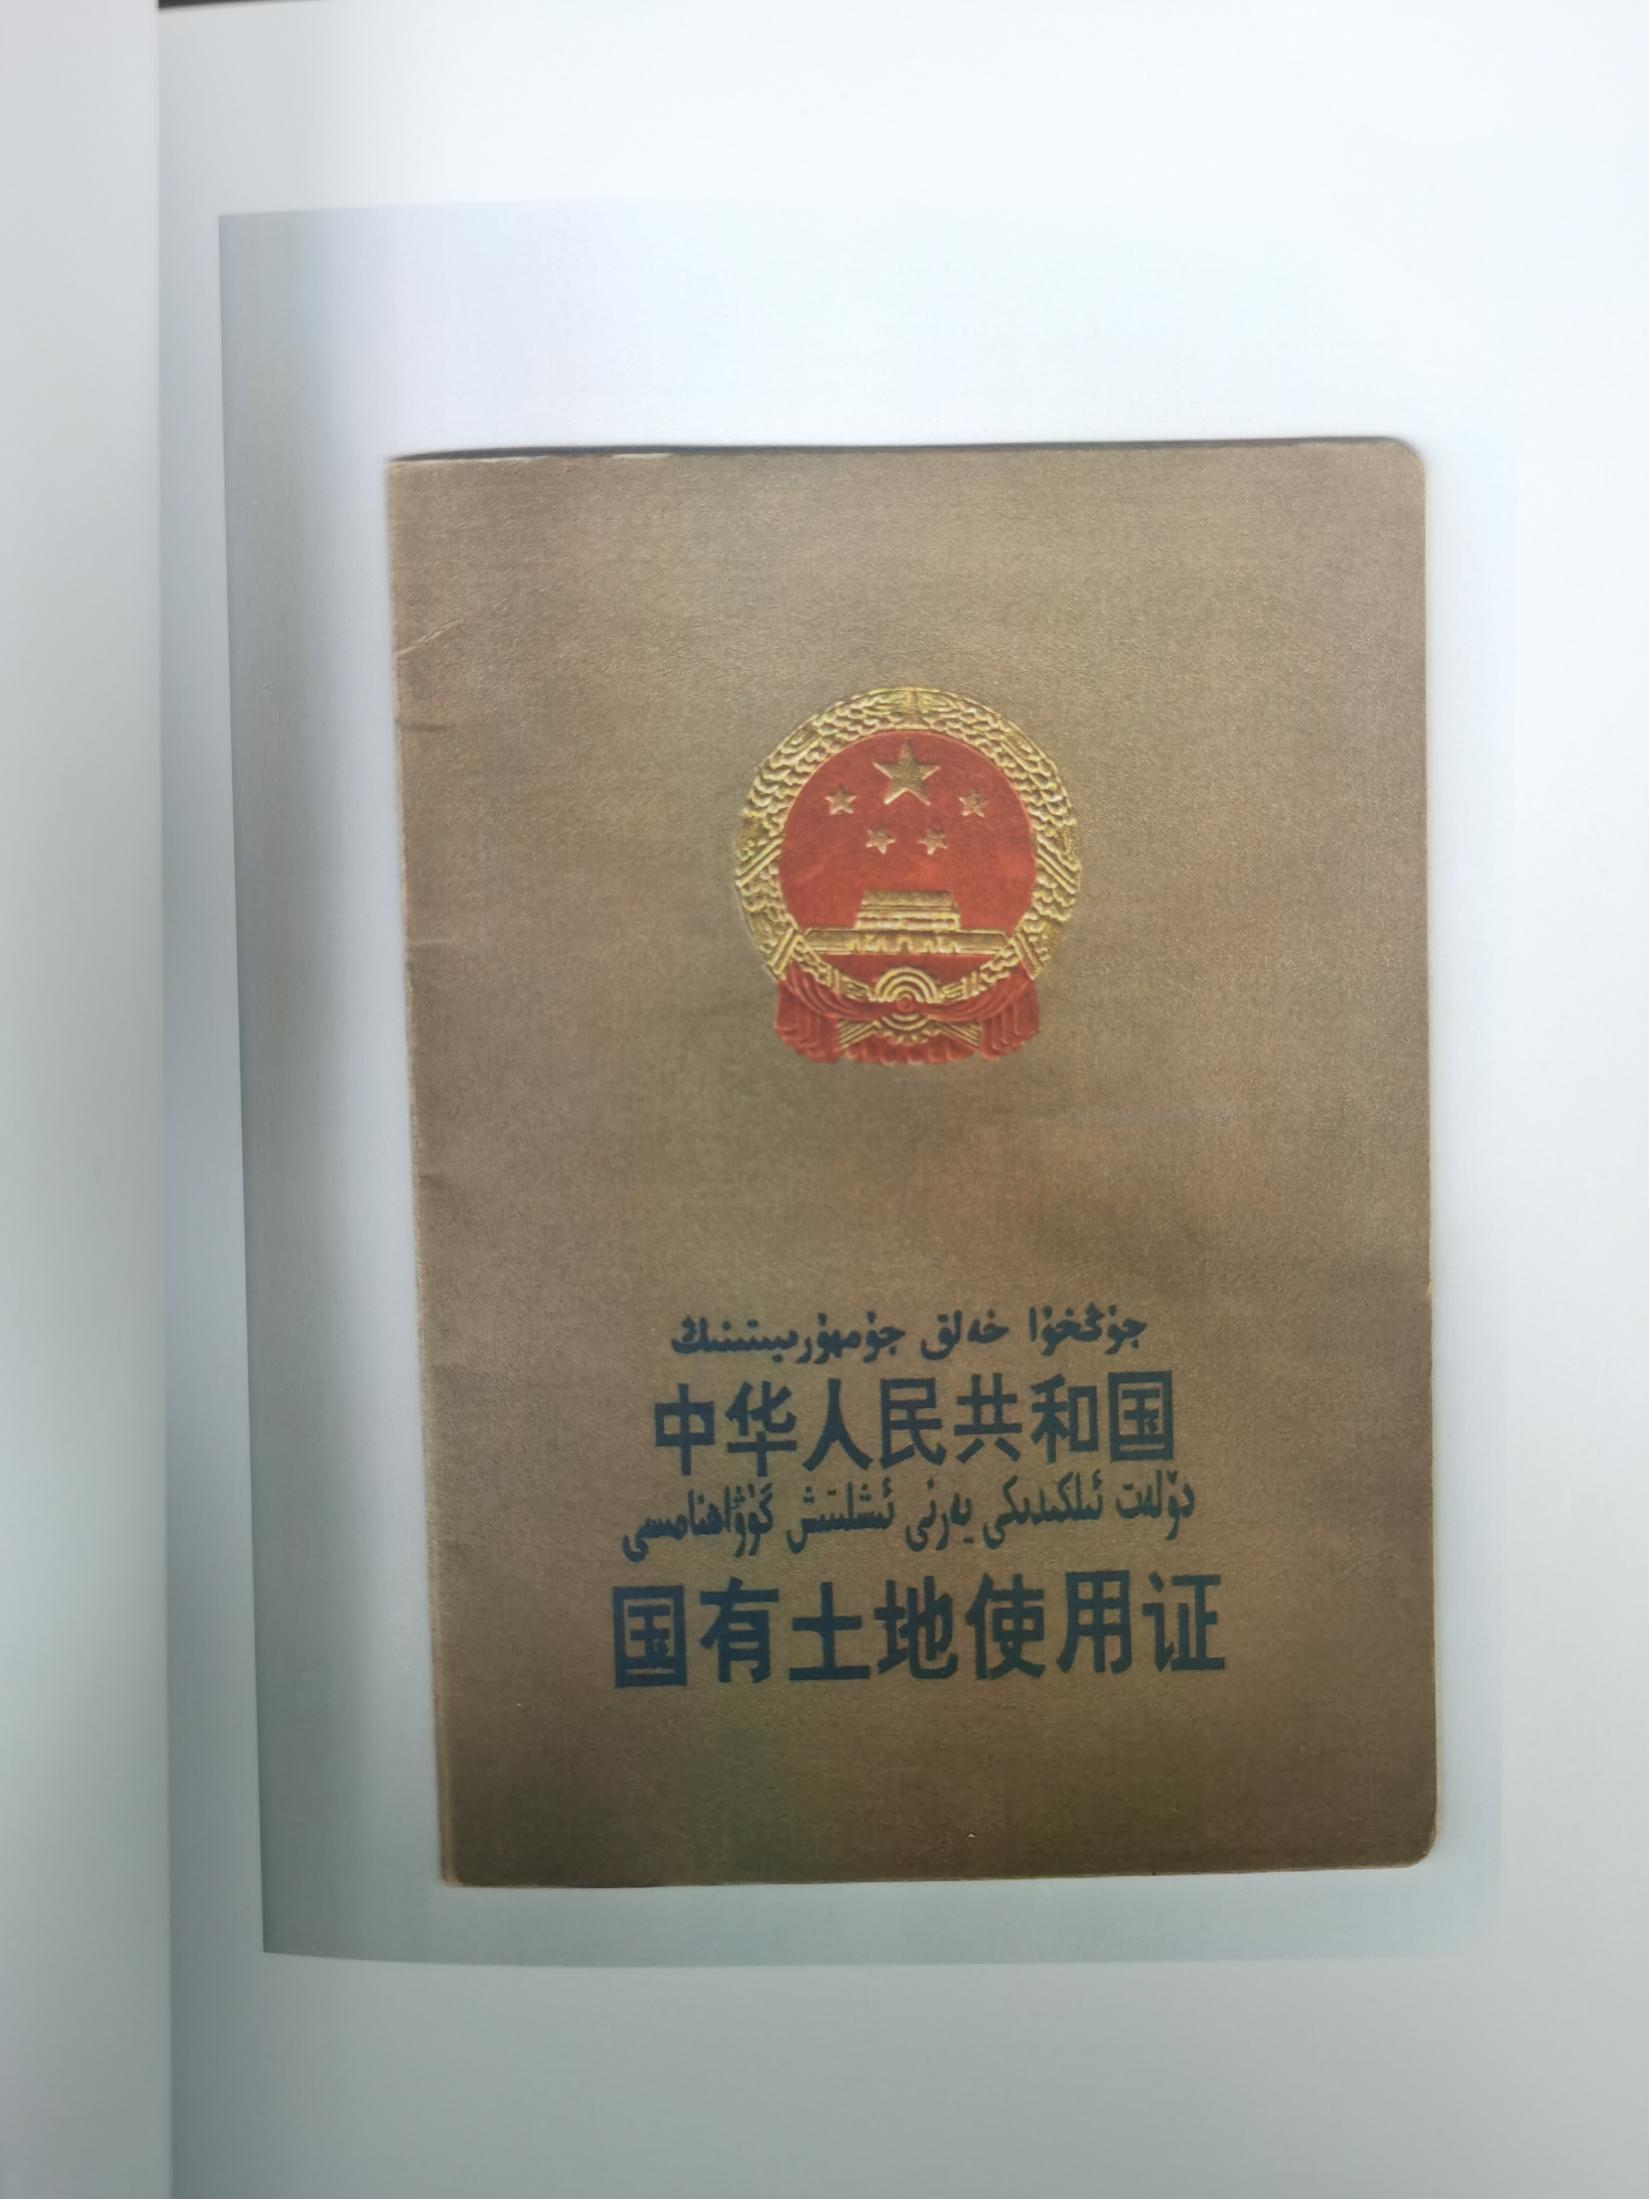 جۇڭخۇا خەلق جۇمھۇرىيىتىنىڭ
中华人民共和国
دۆلەت ئىلكىدىكى يەرنى ئىشلىتىش گۇۋاھنامىسى
国有土地使用证